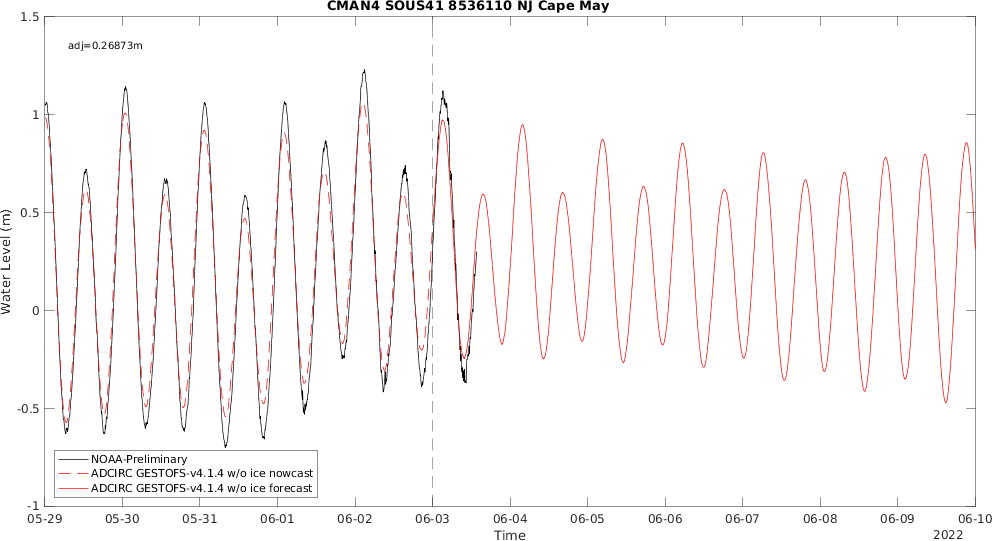 CMAN4 SOUS41 8536110 NJ Cape May
adj=0.26873m
Water Level (m)
1.5
1
0.5
0
-0.5
-1
NOAA-Preliminary
ADCIRC GESTOFS-v4.1.4 w/o ice nowcast
ADCIRC GESTOFS-v4.1.4 w/o ice forecast
05-29 05-30 05-31 06-01 06-02 06-03 06-04 06-05 06-06 06-07 06-08 06-09 06-10
Time
2022